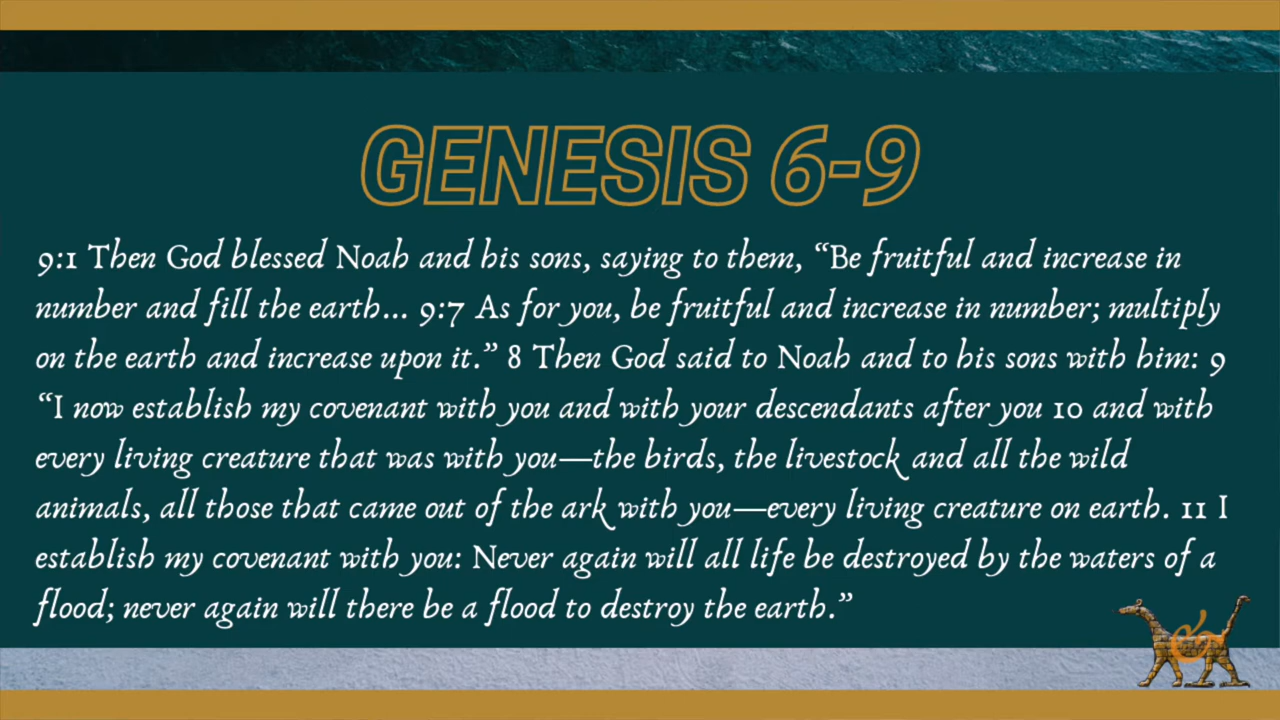 GENESIS 6-9
9:1 Then God blessed Noah and his sons, saying to them, “Be fruitful and increase in
number and fill the earth... 9:7 As for you, be fruitful and increase in number; multiply
on the earth and increase upon it.” 8 Then God said to Noah and to his sons with him: 9
“I now establish my covenant with you and with your descendants after you 10 and with
every living creature that was with you—the birds, the livestock and all the wild
animals, all those that came out of the ark with you—every living creature on earth. 11 I
establish my covenant with you: Never again will all life be destroyed by the waters of a
flood; never again will there be a flood to destroy the earth.”